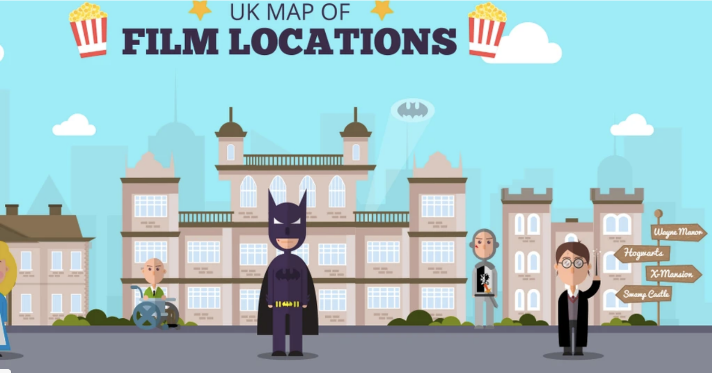 UK MAP OF
FILM LOCATIONS
Wayne Manor
Hogwarts
X-Mansion
Swamp Castle